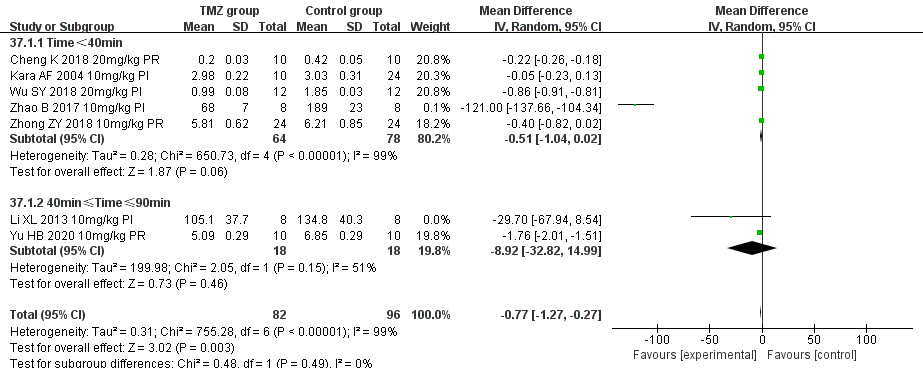 TMZ group Control group Mean Difference Mean Difference
Study or Subgroup Mean SD Total Mean SD Total Weight IV, Random, 95% CI IV, Random, 95% CI
37.1.1 Time＜40min
Cheng K 2018 20mg/kg PR 0.2 0.03 10 0.42 0.05 10 20.8% -0.22 [-0.26, -0.18]
Kara AF 2004 10mg/kg PI 2.98 0.22 10 3.03 0.31 24 20.3% -0.05 [-0.23, 0.13]
Wu SY 2018 20mg/kg PI 0.99 0.08 12 1.85 0.03 12 20.8% -0.86 [-0.91, -0.81]
Zhao B 2017 10mg/kg PI 68 7 8 189 23 8 0.1% -121.00 [-137.66, -104.34]
Zhong ZY 2018 10mg/kg PR 5.81 0.62 24 6.21 0.85 24 18.2% -0.40 [-0.82, 0.02]
Subtotal (95% CI) 64 78 80.2% -0.51 [-1.04, 0.02]
Heterogeneity: Tau² = 0.28; Chi² = 650.73, df = 4 (P < 0.00001); I² = 99%
Test for overall effect: Z = 1.87 (P = 0.06)
37.1.2 40min≤Time≤90min
Li XL 2013 10mg/kg PI 105.1 37.7 8 134.8 40.3 8 0.0% -29.70 [-67.94, 8.54]
Yu HB 2020 10mg/kg PR 5.09 0.29 10 6.85 0.29 10 19.8% -1.76 [-2.01, -1.51]
Subtotal (95% CI) 18 18 19.8% -8.92 [-32.82, 14.99]
Heterogeneity: Tau² = 199.98; Chi² = 2.05, df = 1 (P = 0.15); I² = 51%
Test for overall effect: Z = 0.73 (P = 0.46)
Total (95% CI) 82 96 100.0% -0.77 [-1.27, -0.27]
Heterogeneity: Tau² = 0.31; Chi² = 755.28, df = 6 (P < 0.00001); I² = 99%
Test for overall effect: Z = 3.02 (P = 0.003)
Test for subgroup differences: Chi² = 0.48, df = 1 (P = 0.49), I² = 0%
-100 -50 0 50 100
Favours [experimental] Favours [control]